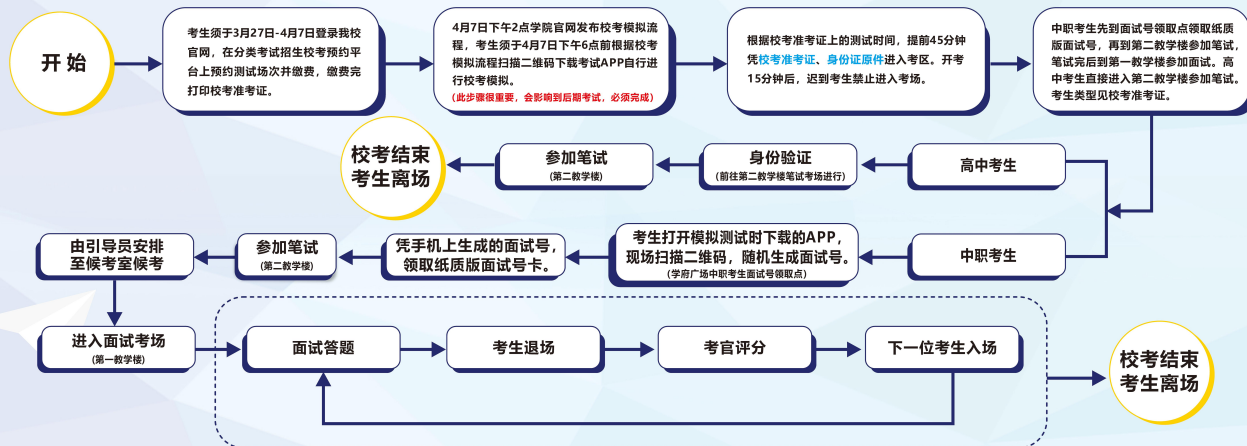 开 始
考生须于3月27日-4月7日登录我校
官网，在分类考试招生校考预约平
台上预约测试场次并缴费，缴费完
打印校考准考证。
4月7日下午2点学院官网发布校考模拟流
程，考生须于4月7日下午6点前根据校考
模拟流程扫描二维码下载考试APP自行进
行校考模拟。
(此步骤很重要，会影响到后期考试，必须完成)
根据校考准考证上的测试时间，提前45分钟
凭校考准考证、身份证原件进入考区。开考
15分钟后，迟到考生禁止进入考场。
中职考生先到面试号领取点领取纸质
版面试号，再到第二教学楼参加笔试，
笔试完后到第一教学楼参加面试。高
中考生直接进入第二教学楼参加笔试。
考生类型见校考准考证。
高中考生
身份验证
(前往第二教学楼笔试考场进行)
参加笔试
(第二教学楼)
校考结束
考生离场
中职考生
考生打开模拟测试时下载的APP，
现场扫描二维码，随机生成面试号。
(学府广场中职考生面试号领取点)
凭手机上生成的面试号，
领取纸质版面试号卡。
参加笔试
(第二教学楼)
由引导员安排
至候考室候考
进入面试考场
(第一教学楼)
面试答题
考生退场
考官评分
下一位考生入场
校考结束
考生离场